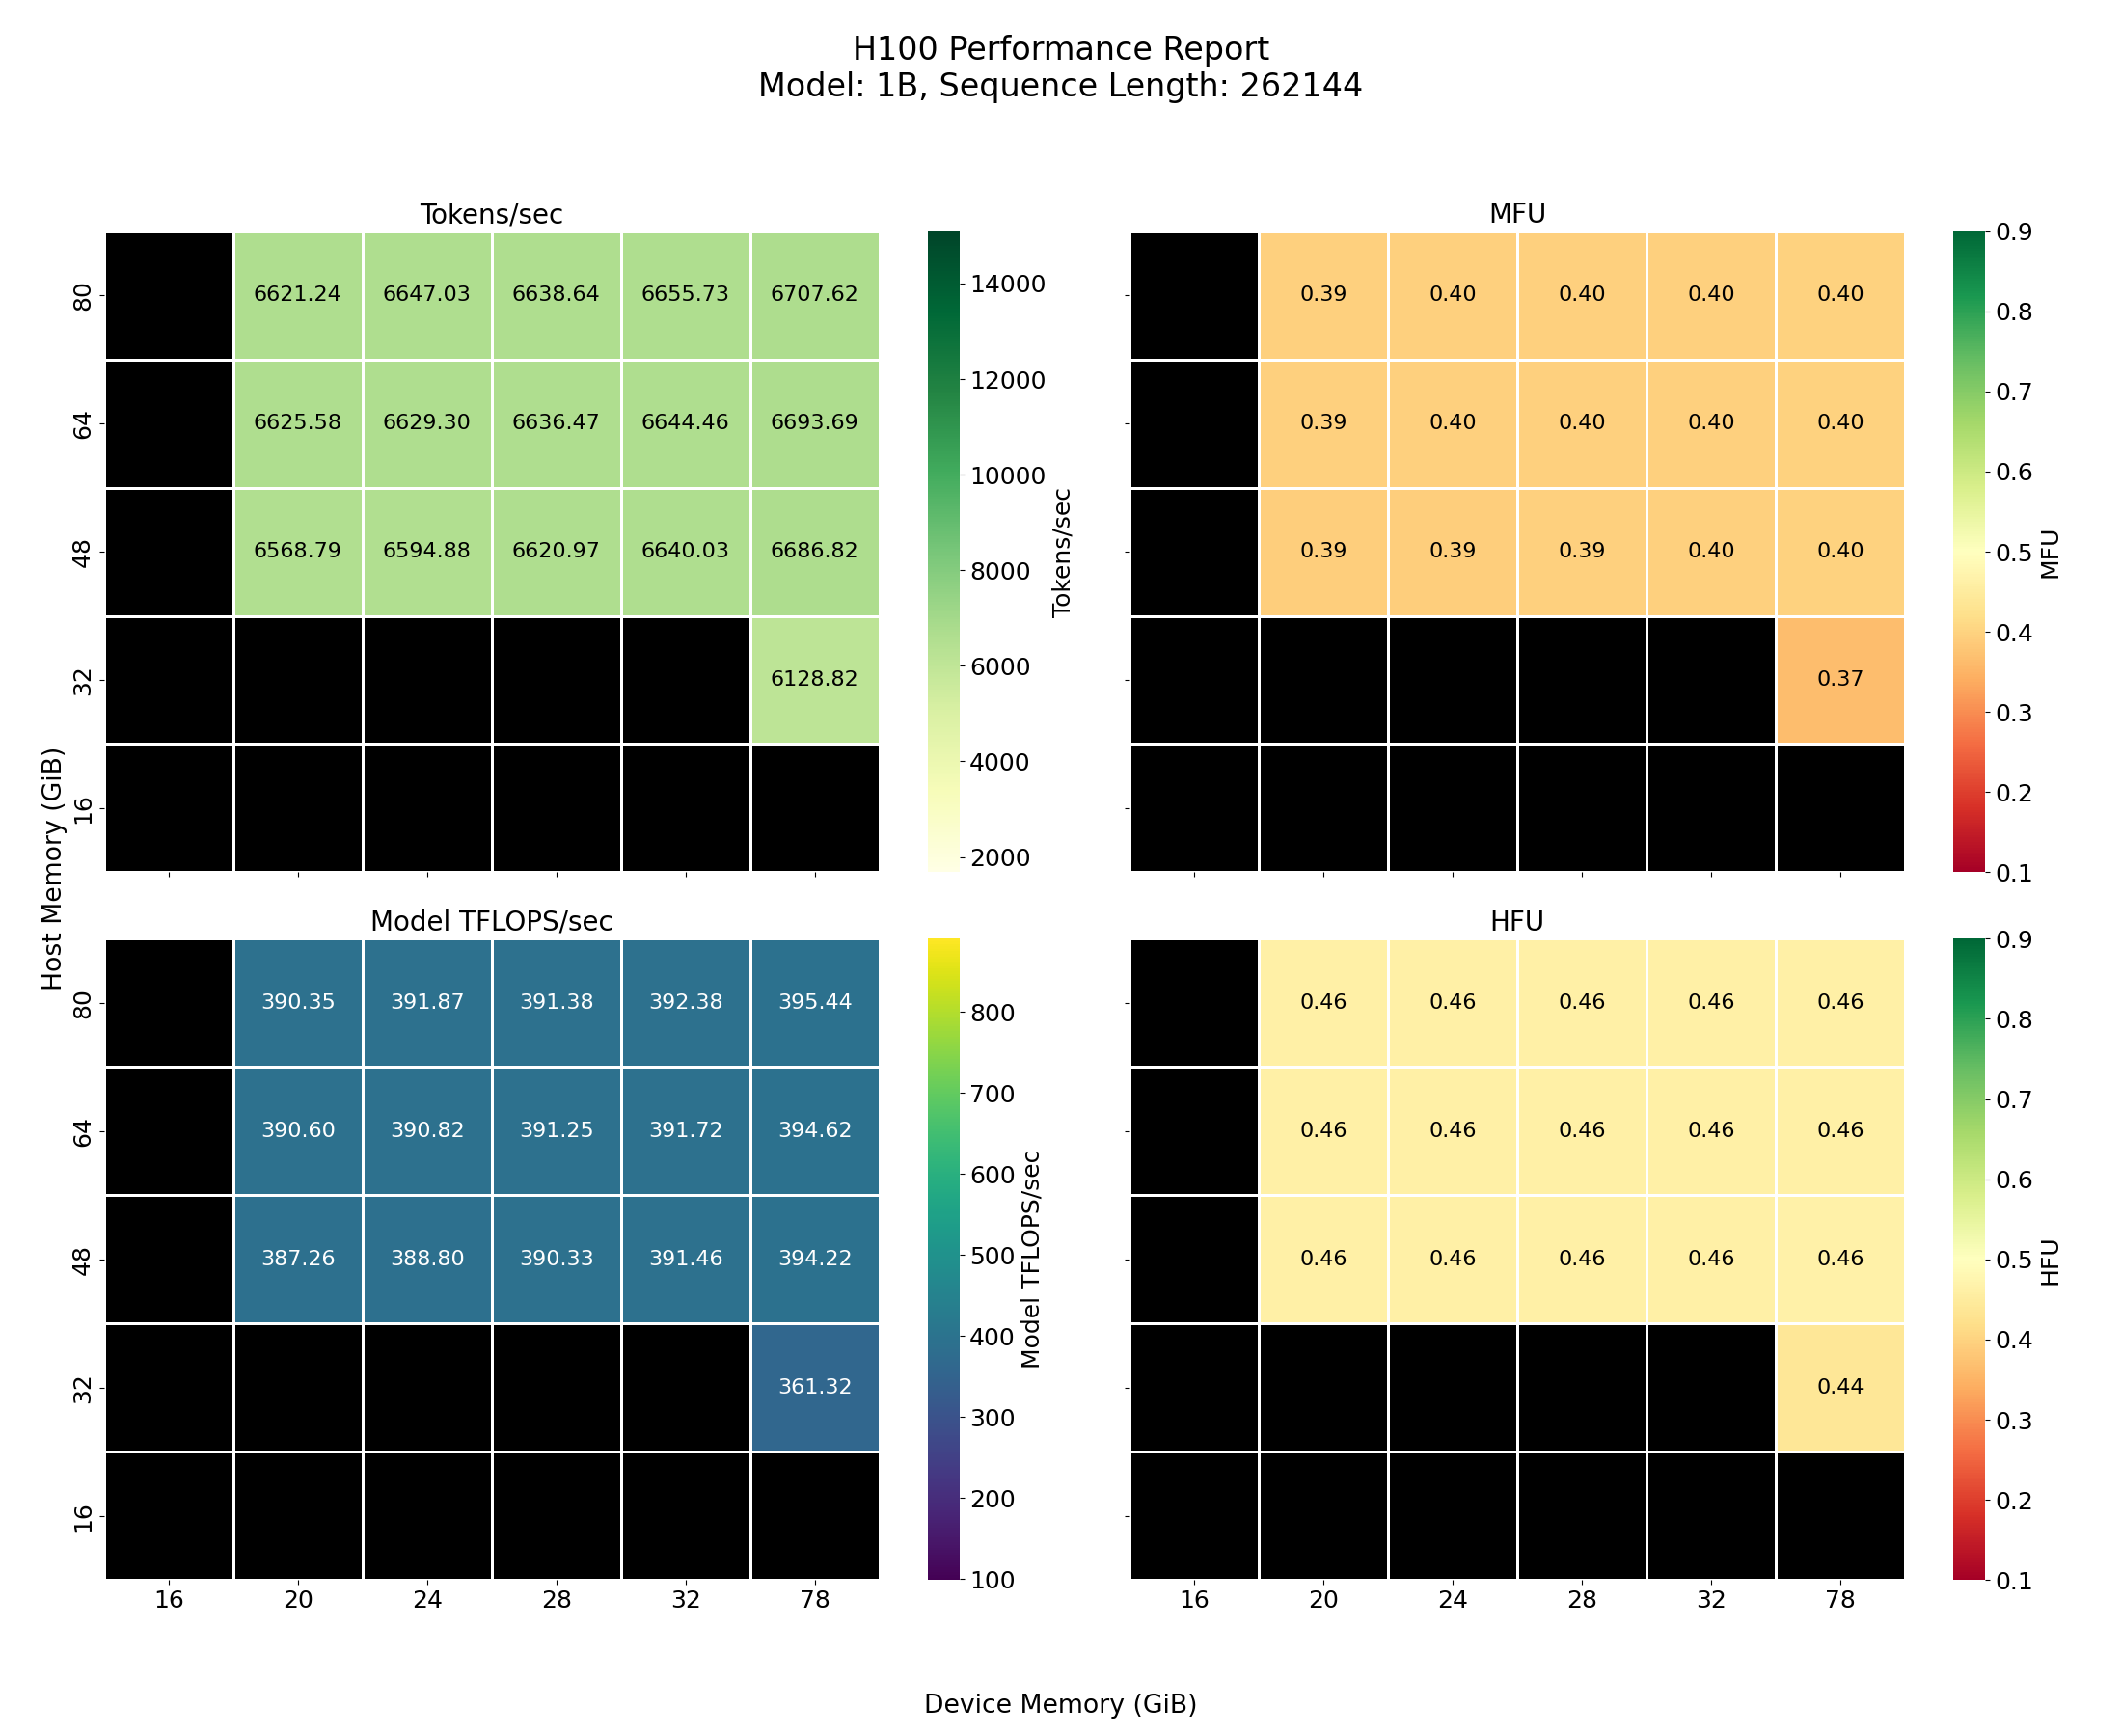 H100 Performance Report
Model: 1B, Sequence Length: 262144
Tokens/sec
80 6621.24 6647.03 6638.64 6655.73 6707.62
64 6625.58 6629.30 6636.47 6644.46 6693.69
48 6568.79 6594.88 6620.97 6640.03 6686.82
32 6128.82
16
14000
12000
10000
8000
6000
4000
2000
Tokens/sec
MFU
0.39 0.40 0.40 0.40 0.40
0.39 0.40 0.40 0.40 0.40
0.39 0.39 0.39 0.40 0.40
0.37
0.9
0.8
0.7
0.6
0.5
0.4
0.3
0.2
0.1
MFU
Host Memory (GiB)
Model TFLOPS/sec
80 390.35 391.87 391.38 392.38 395.44
64 390.60 390.82 391.25 391.72 394.62
48 387.26 388.80 390.33 391.46 394.22
32 361.32
16
16 20 24 28 32 78
800
700
600
500
400
300
200
100
Model TFLOPS/sec
HFU
0.46 0.46 0.46 0.46 0.46
0.46 0.46 0.46 0.46 0.46
0.46 0.46 0.46 0.46 0.46
0.44
16 20 24 28 32 78
0.9
0.8
0.7
0.6
0.5
0.4
0.3
0.2
0.1
HFU
Device Memory (GiB)